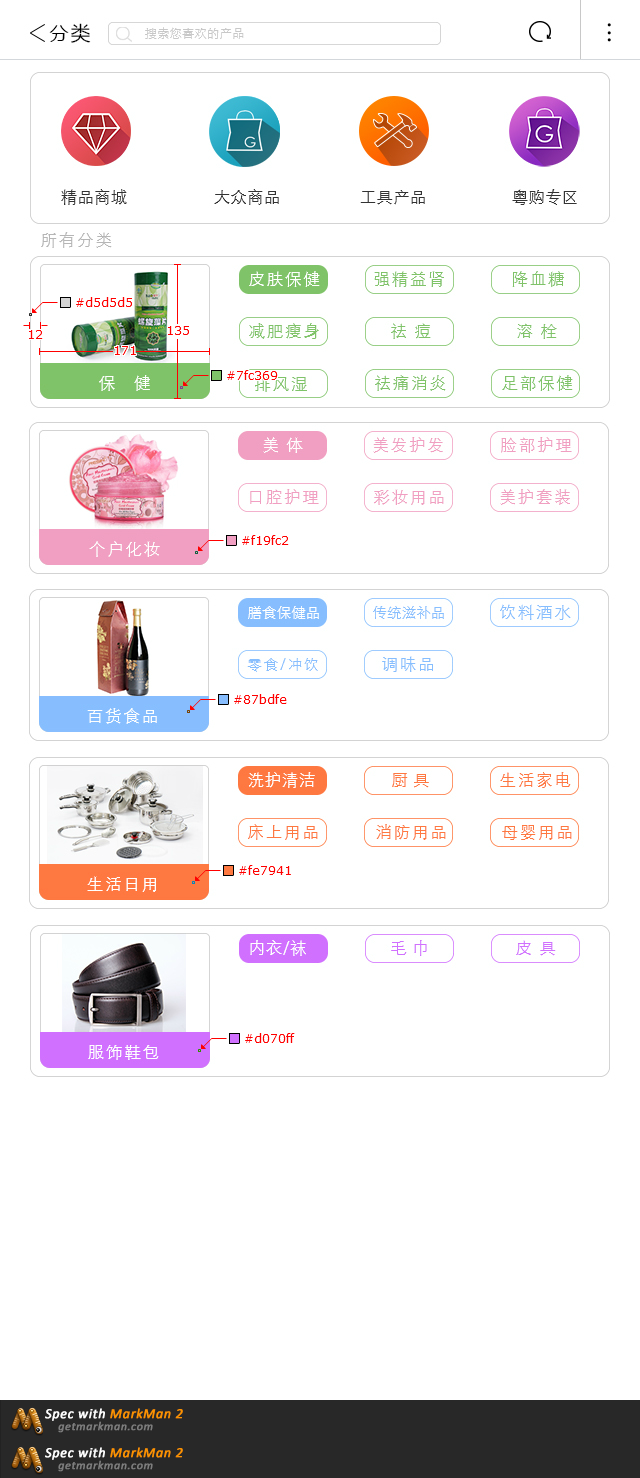 <分类
搜索您喜欢的产品
精品商城 大众商品 工具产品 粤购专区
所有分类
皮肤保健 强精益肾 降血糖
#d5d5d5
减肥瘦身 祛 痘 溶 栓
12
135
171
保 健
#7fc369
排风湿 祛痛消炎 足部保健
美 体 美发护发 脸部护理
口腔护理 彩妆用品 美护套装
个户化妆
#f19fc2
膳食保健品 传统滋补品 饮料酒水
零食/冲饮 调味品
百货食品
#87bdfe
洗护清洁 厨 具 生活家电
床上用品 消防用品 母婴用品
生活日用
#fe7941
内衣/袜 毛 巾 皮 具
服饰鞋包
#d070ff
Spec with MarkMan 2
getmarkman.com
Spec with MarkMan 2
getmarkman.com